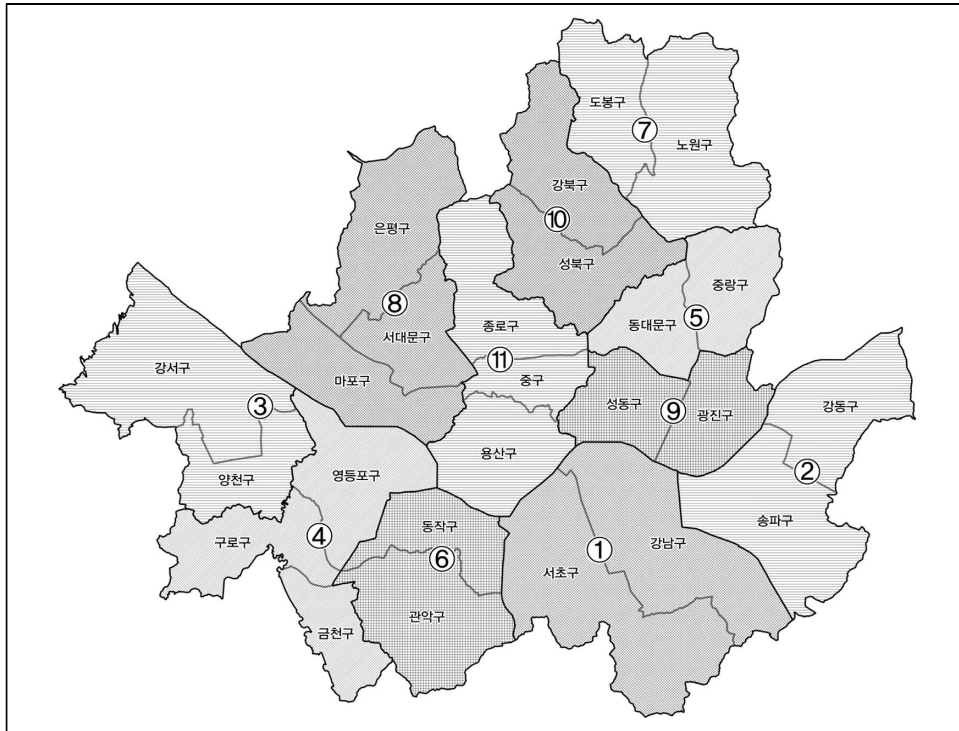 도봉구
⑦
노원구
강북구
⑩
성북구
은평구
중랑구
⑤
동대문구
⑧
서대문구
종로구
⑪
중구
강서구
마포구
③
성동구
⑨
광진구
강동구
용산구
양천구
영등포구
②
송파구
구로구
④
동작구
⑥
①
강남구
서초구
관악구
금천구